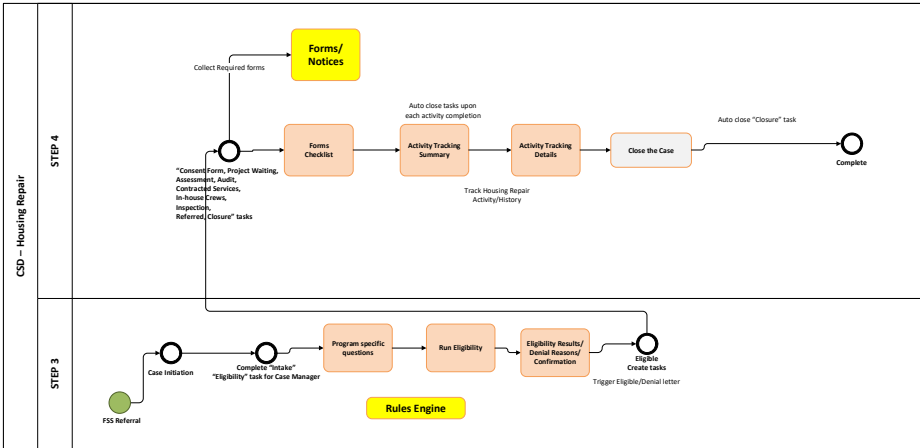 CSD – Housing Repair
STEP 4
Forms/
Notices
Collect Required forms
Auto close tasks upon
each activity completion
Auto close "Closure" task
Forms
Checklist
Activity Tracking
Summary
Activity Tracking
Details
Close the Case
Complete
"Consent Form, Project Waiting,
Assessment, Audit,
Contracted Services,
In-house Crews,
Inspection,
Referred, Closure" tasks
Track Housing Repair
Activity/History
STEP 3
Program specific
questions
Run Eligibility
Eligibility Results/
Denial Reasons/
Confirmation
Case Initiation
Complete "Intake"
"Eligibility" task for Case Manager
Eligible
Create tasks
Trigger Eligible/Denial letter
FSS Referral
Rules Engine